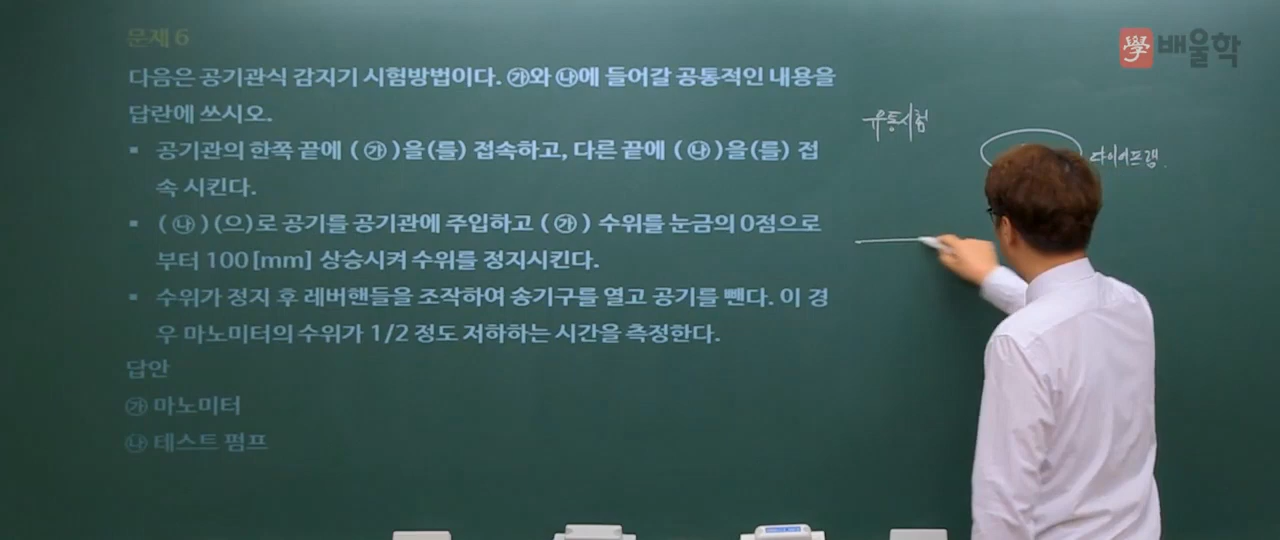 문제 6
다음은 공기관식 감지기 시험방법이다. ㉮와 ㉯에 들어갈 공통적인 내용을
답란에 쓰시오.
▪ 공기관의 한쪽 끝에 ( ㉮ )을(를) 접속하고, 다른 끝에 ( ㉯ )을(를) 접
속 시킨다.
▪ ( ㉯ ) (으)로 공기를 공기관에 주입하고 ( ㉮ ) 수위를 눈금의 0점으로
부터 100 [mm] 상승시켜 수위를 정지시킨다.
▪ 수위가 정지 후 레버핸들을 조작하여 송기구를 열고 공기를 뺀다. 이 경
우 마노미터의 수위가 1/2 정도 저하하는 시간을 측정한다.
답안
㉮ 마노미터
㉯ 테스트 펌프
유통시험
다이어프램
學 배울학